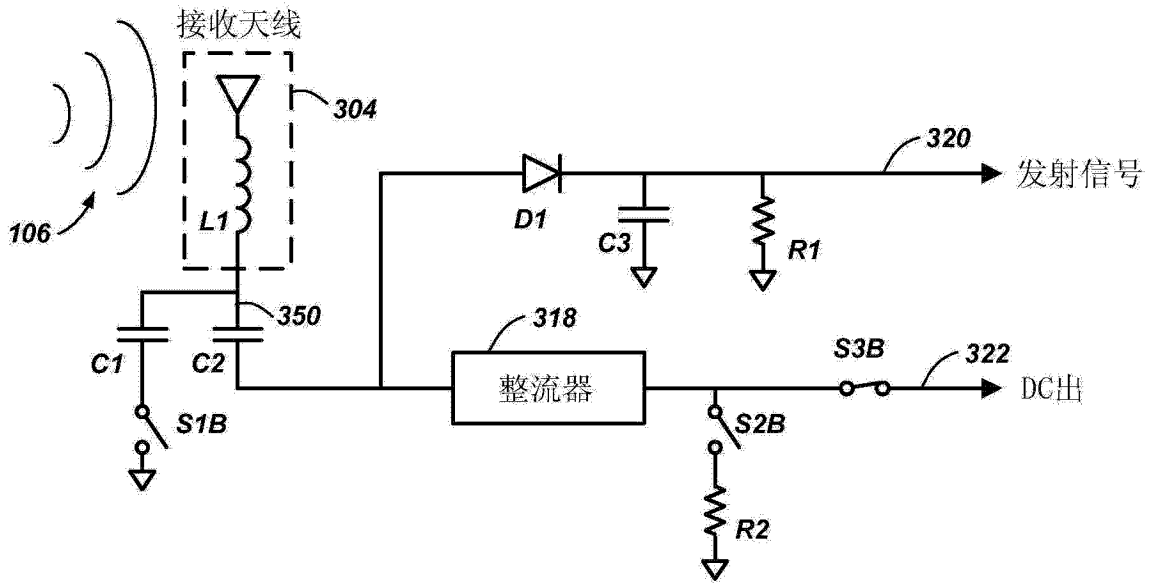 接收天线
304
320
发射信号
D1
L1
106
C3
R1
350
318
C1
C2
整流器
S3B
322
DC出
S1B
S2B
R2